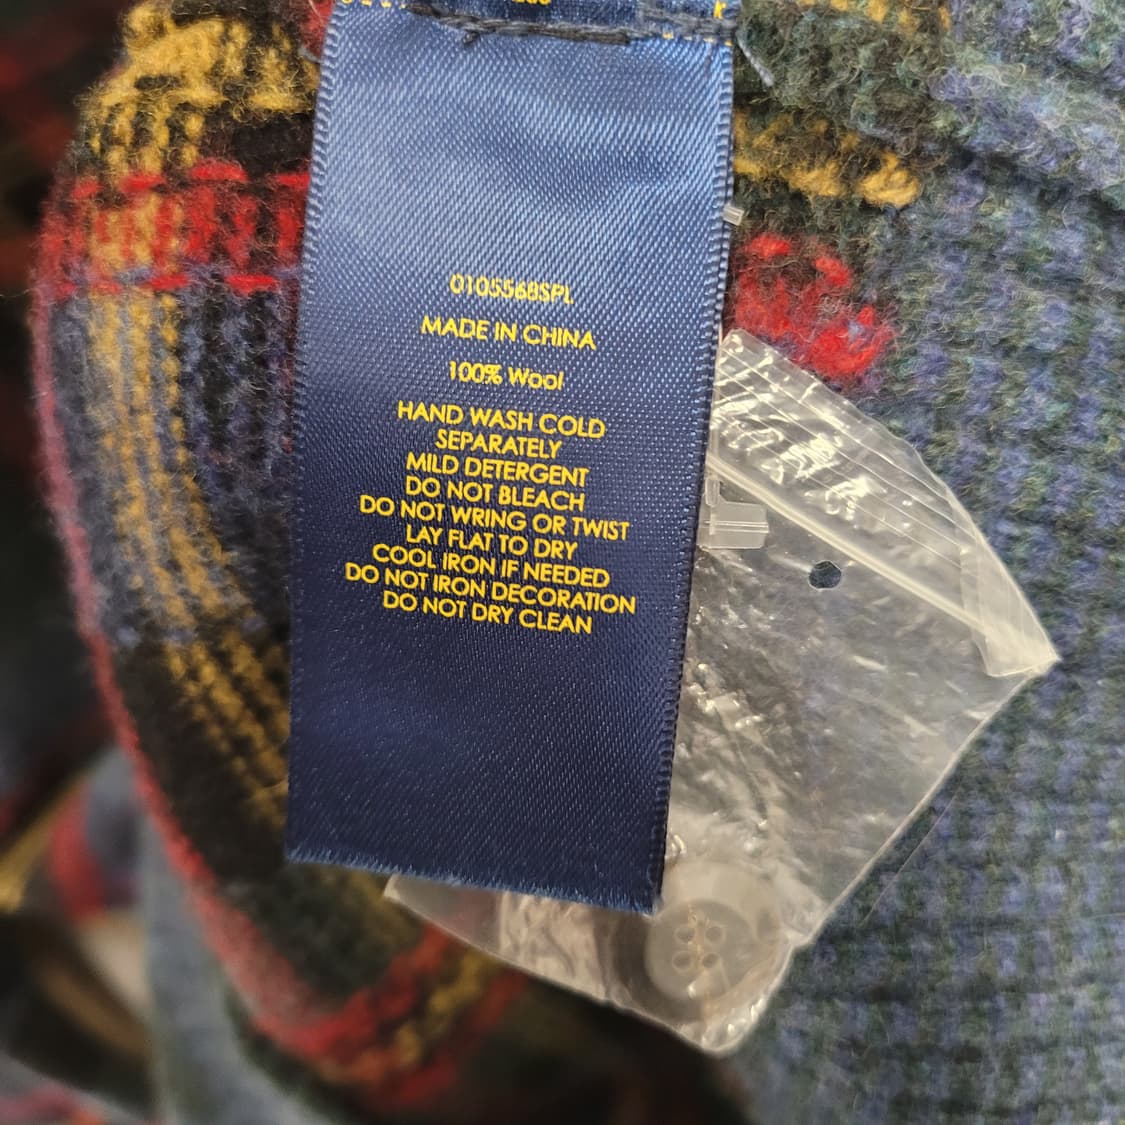 0105568SPL
MADE IN CHINA
100% Wool
HAND WASH COLD
SEPARATELY
MILD DETERGENT
DO NOT BLEACH
DO NOT WRING OR TWIST
LAY FLAT TO DRY
COOL IRON IF NEEDED
DO NOT IRON DECORATION
DO NOT DRY CLEAN